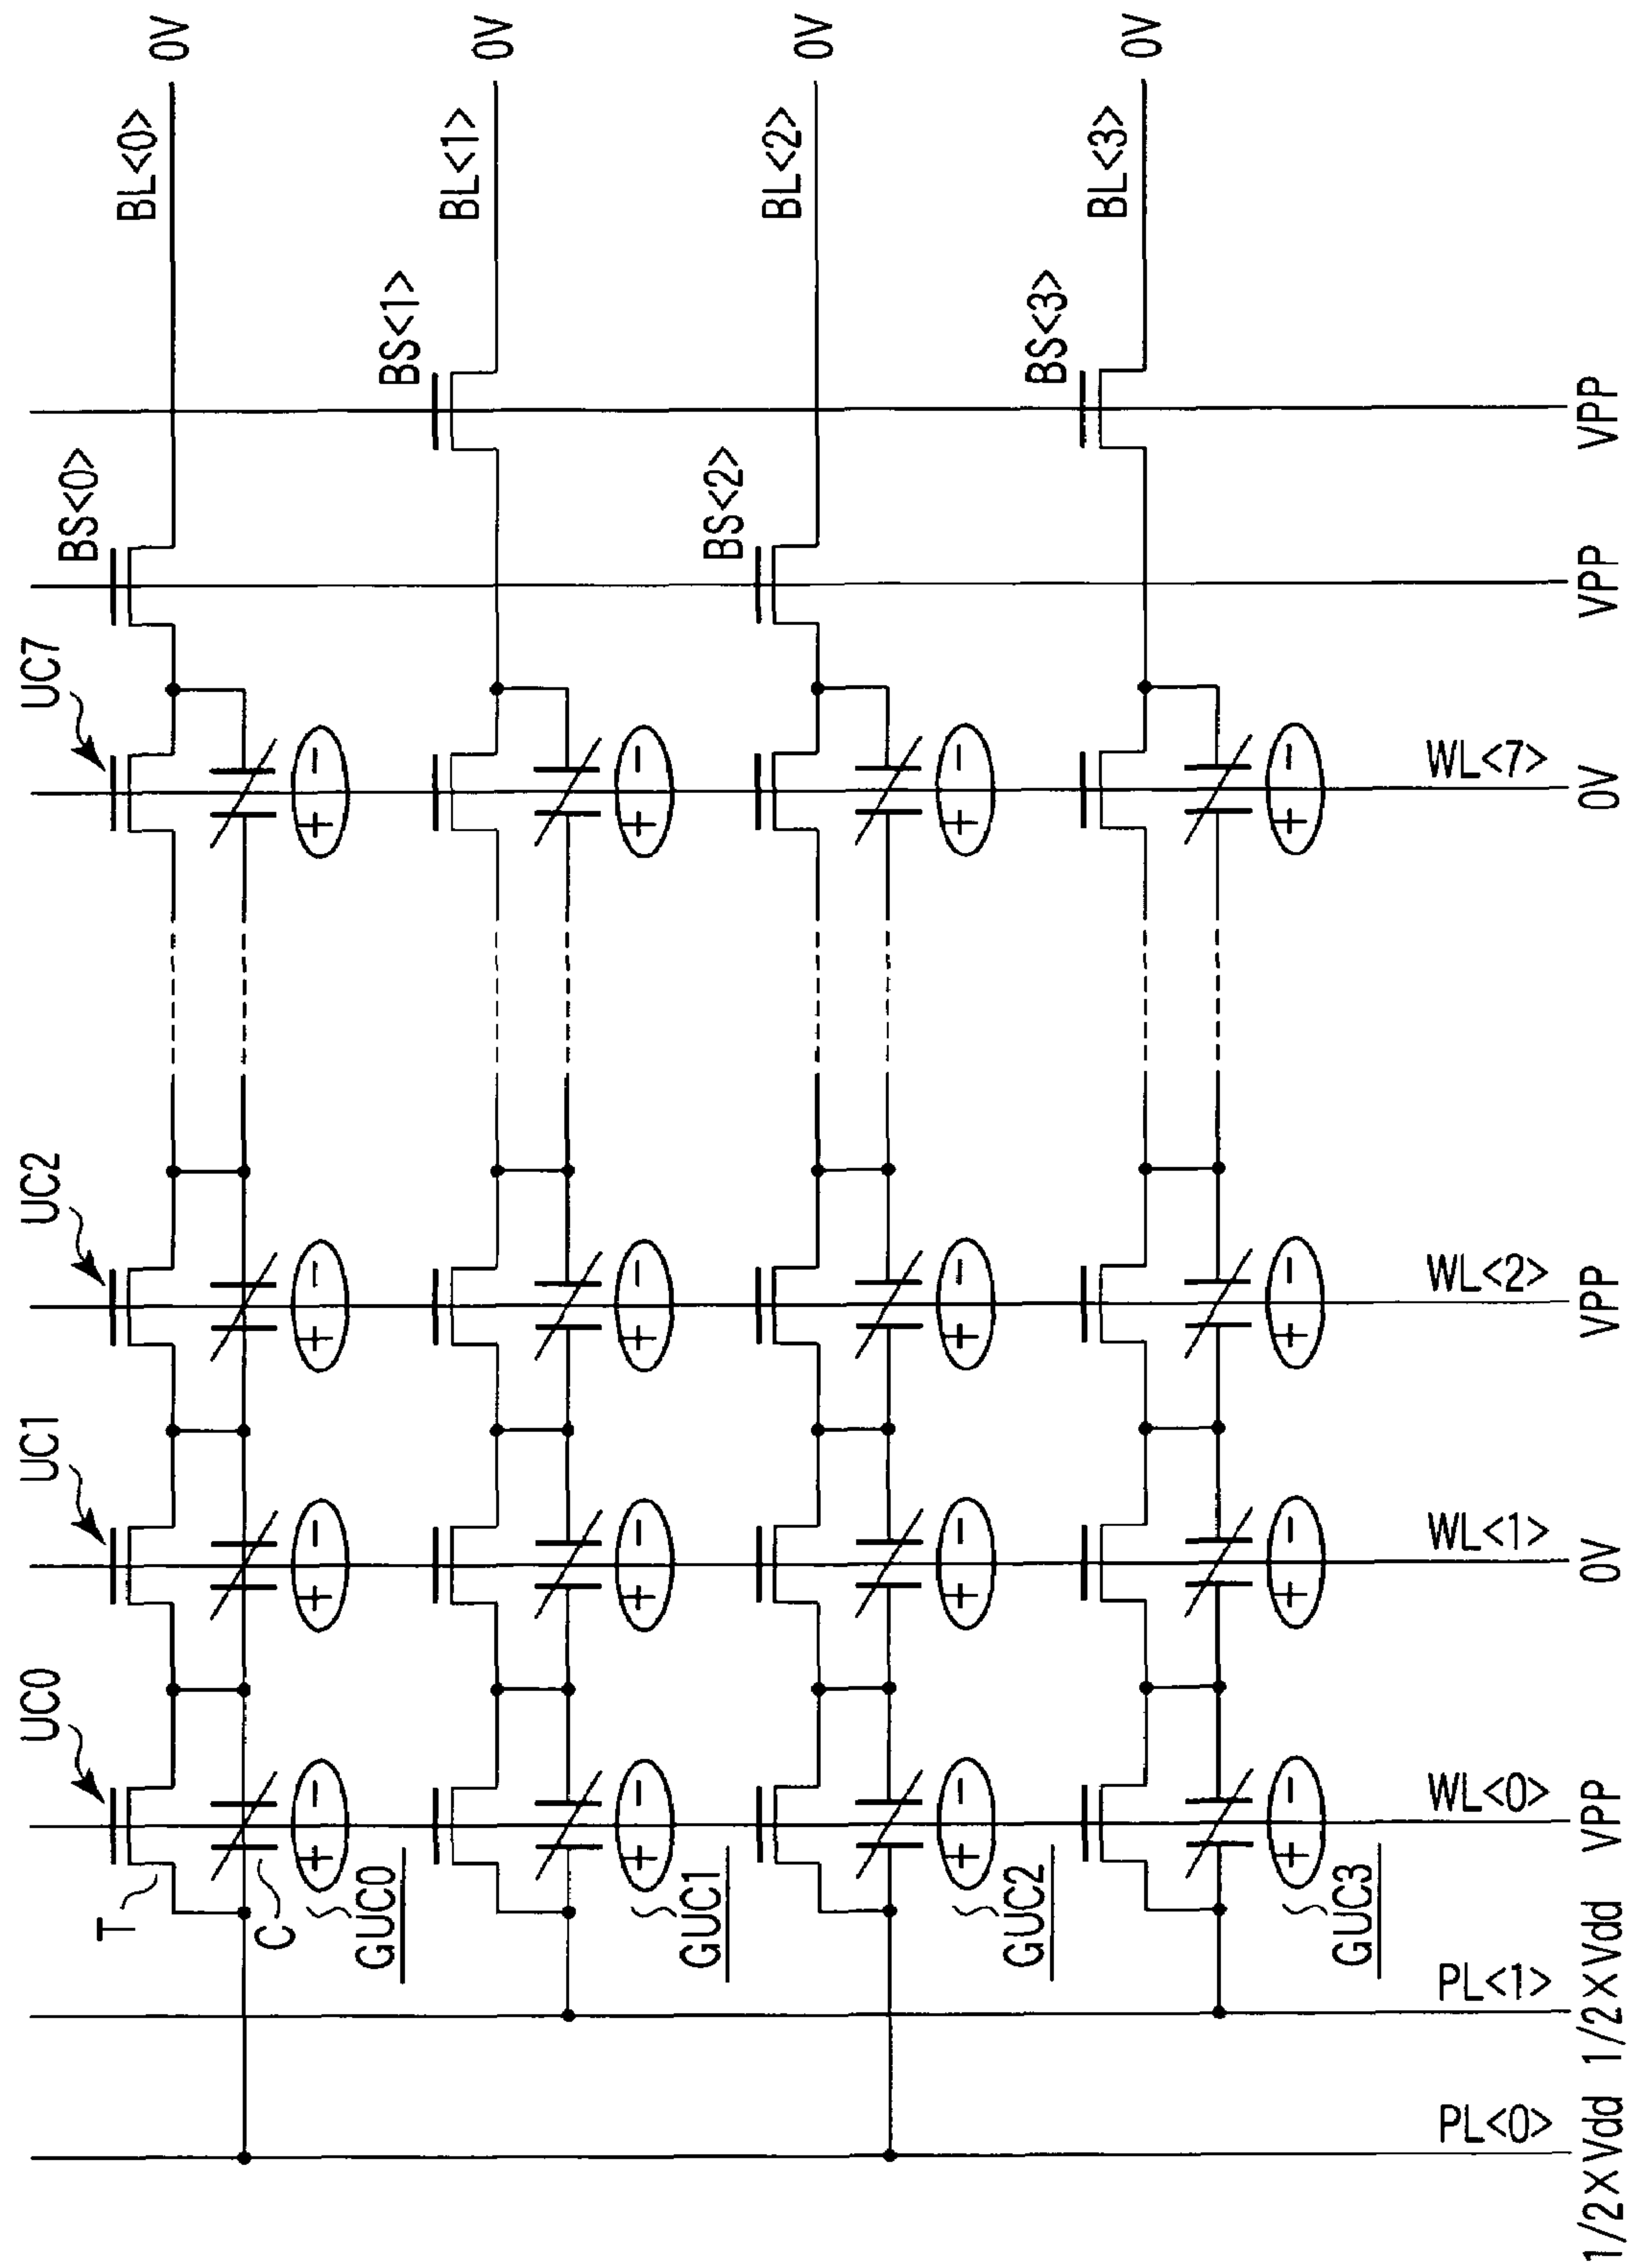 UC0
UC1
UC2
UC7
T
C
BS<0>
BL<0>
0V
GUC0
BS<1>
BL<1>
0V
GUC1
BS<2>
BL<2>
0V
GUC2
BS<3>
BL<3>
0V
GUC3
+ − + − + − + −
+ − + − + − + −
+ − + − + − + −
+ − + − + − + −
PL<0>
PL<1>
WL<0>
WL<1>
WL<2>
WL<7>
1/2×Vdd
1/2×Vdd
VPP
0V
VPP
0V
VPP
VPP